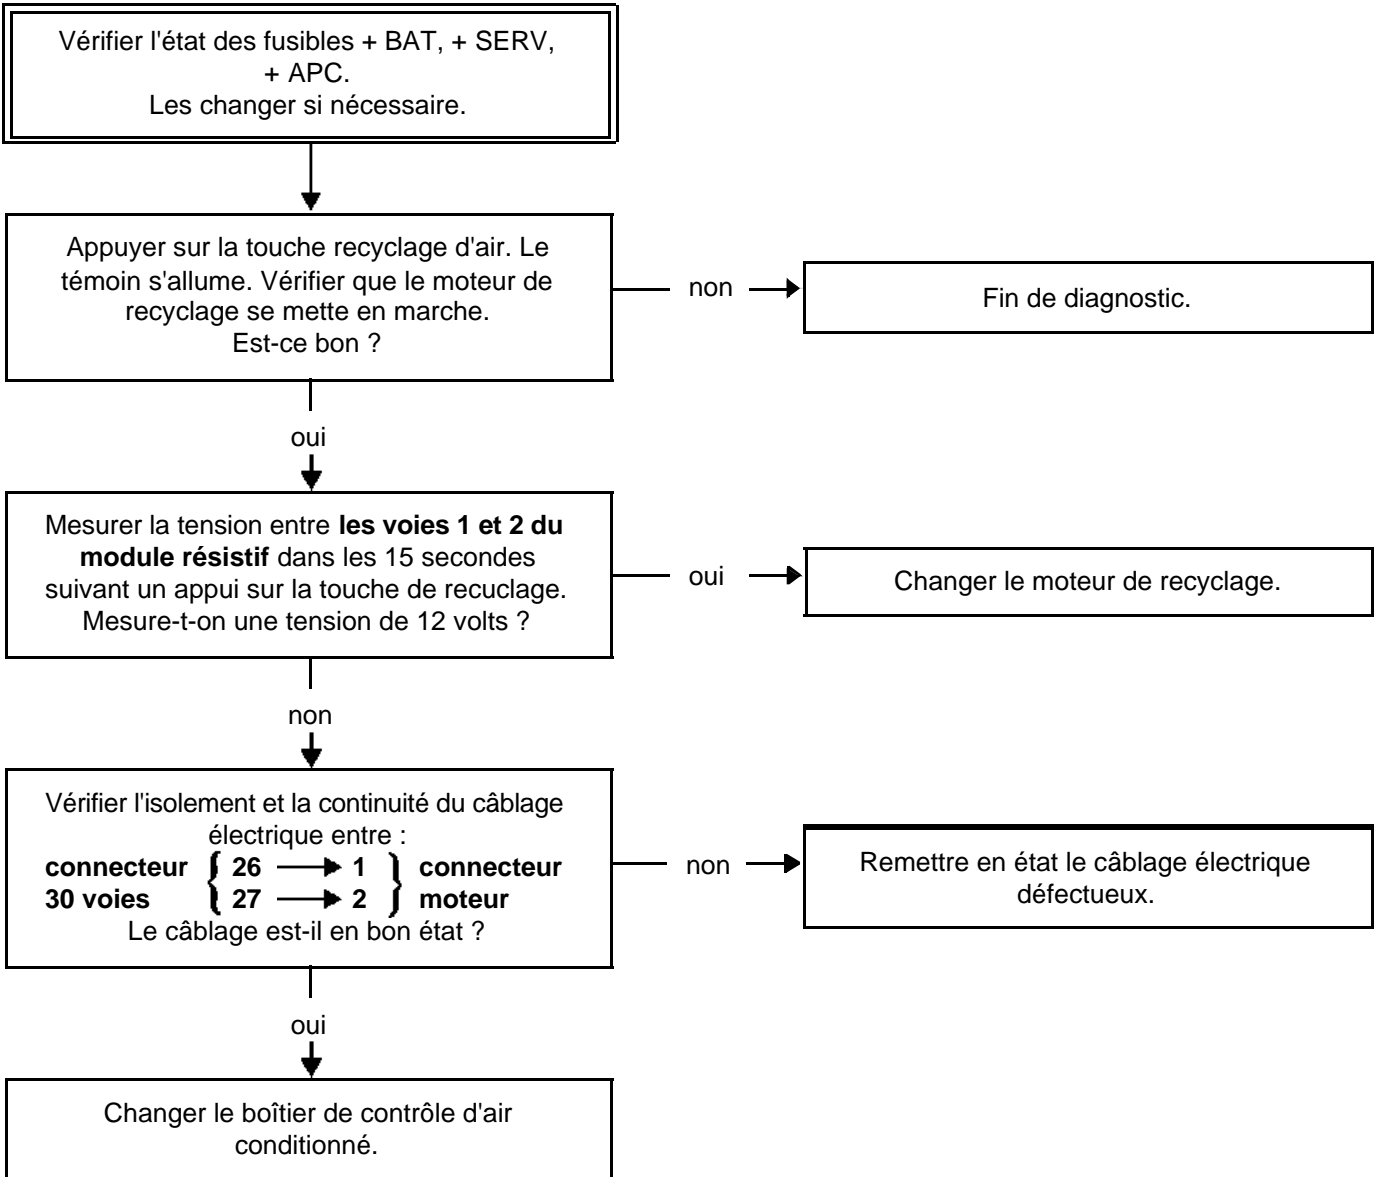 Vérifier l'état des fusibles + BAT, + SERV,
+ APC.
Les changer si nécessaire.
Appuyer sur la touche recyclage d'air. Le
témoin s'allume. Vérifier que le moteur de
recyclage se mette en marche.
Est-ce bon ?
non
Fin de diagnostic.
oui
Mesurer la tension entre les voies 1 et 2 du
module résistif dans les 15 secondes
suivant un appui sur la touche de recuclage.
Mesure-t-on une tension de 12 volts ?
oui
Changer le moteur de recyclage.
non
Vérifier l'isolement et la continuité du câblage
électrique entre :
connecteur { 26 → 1 } connecteur
30 voies { 27 → 2 } moteur
Le câblage est-il en bon état ?
non
Remettre en état le câblage électrique
défectueux.
oui
Changer le boîtier de contrôle d'air
conditionné.